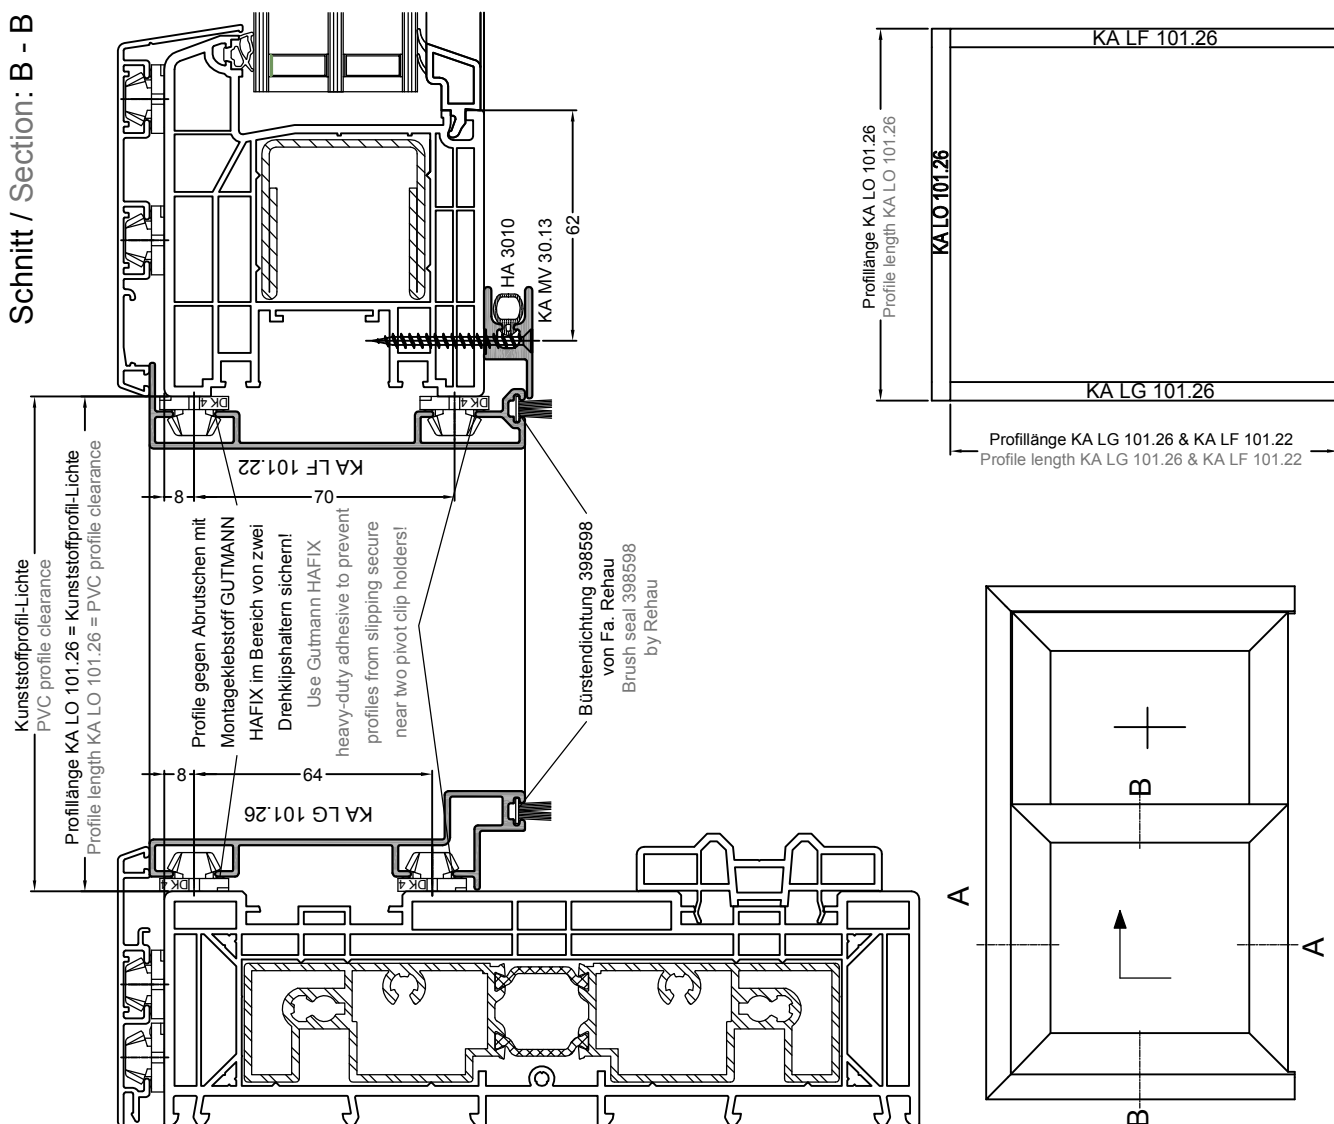 Schnitt / Section: B - B
KA LF 101.26
Profillänge KA LO 101.26
Profile length KA LO 101.26
KA LO 101.26
KA LG 101.26
Profillänge KA LG 101.26 & KA LF 101.22
Profile length KA LG 101.26 & KA LF 101.22
62
HA 3010
KA MV 30.13
DK 4
DK 4
KA LF 101.22
8
70
Kunststoffprofil-Lichte
PVC profile clearance
Profillänge KA LO 101.26 = Kunststoffprofil-Lichte
Profile length KA LO 101.26 = PVC profile clearance
Profile gegen Abrutschen mit
Montageklebstoff GUTMANN
HAFIX im Bereich von zwei
Drehklipshaltern sichern!
Use Gutmann HAFIX
heavy-duty adhesive to prevent
profiles from slipping secure
near two pivot clip holders!
Bürstendichtung 398598
von Fa. Rehau
Brush seal 398598
by Rehau
8
64
KA LG 101.26
DK 4
DK 4
A
A
B
B